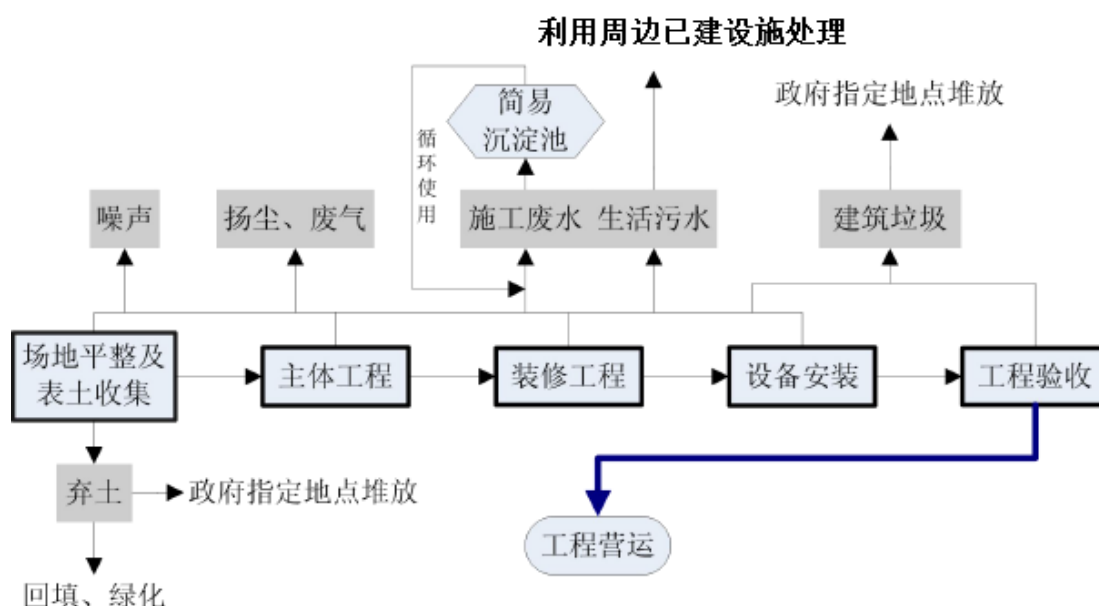 利用周边已建设施处理
简易
沉淀池
政府指定地点堆放
循
环
使
用
噪声
扬尘、废气
施工废水
生活污水
建筑垃圾
场地平整及
表土收集
主体工程
装修工程
设备安装
工程验收
弃土
政府指定地点堆放
工程营运
回填、绿化